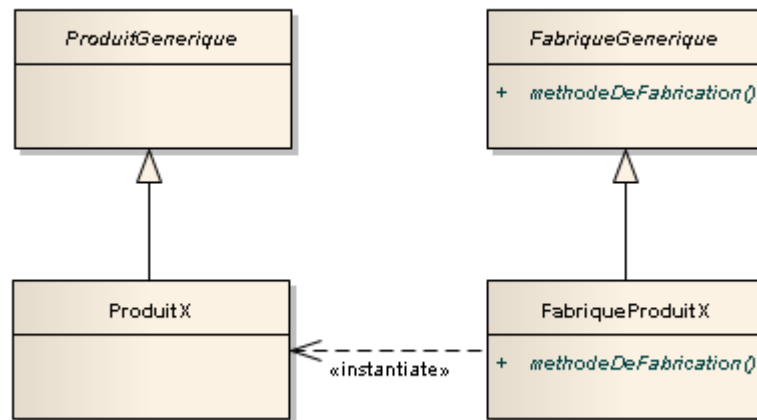 ProduitGenerique
FabriqueGenerique
+ methodeDeFabrication()
ProduitX
FabriqueProduitX
«instantiate»
+ methodeDeFabrication()